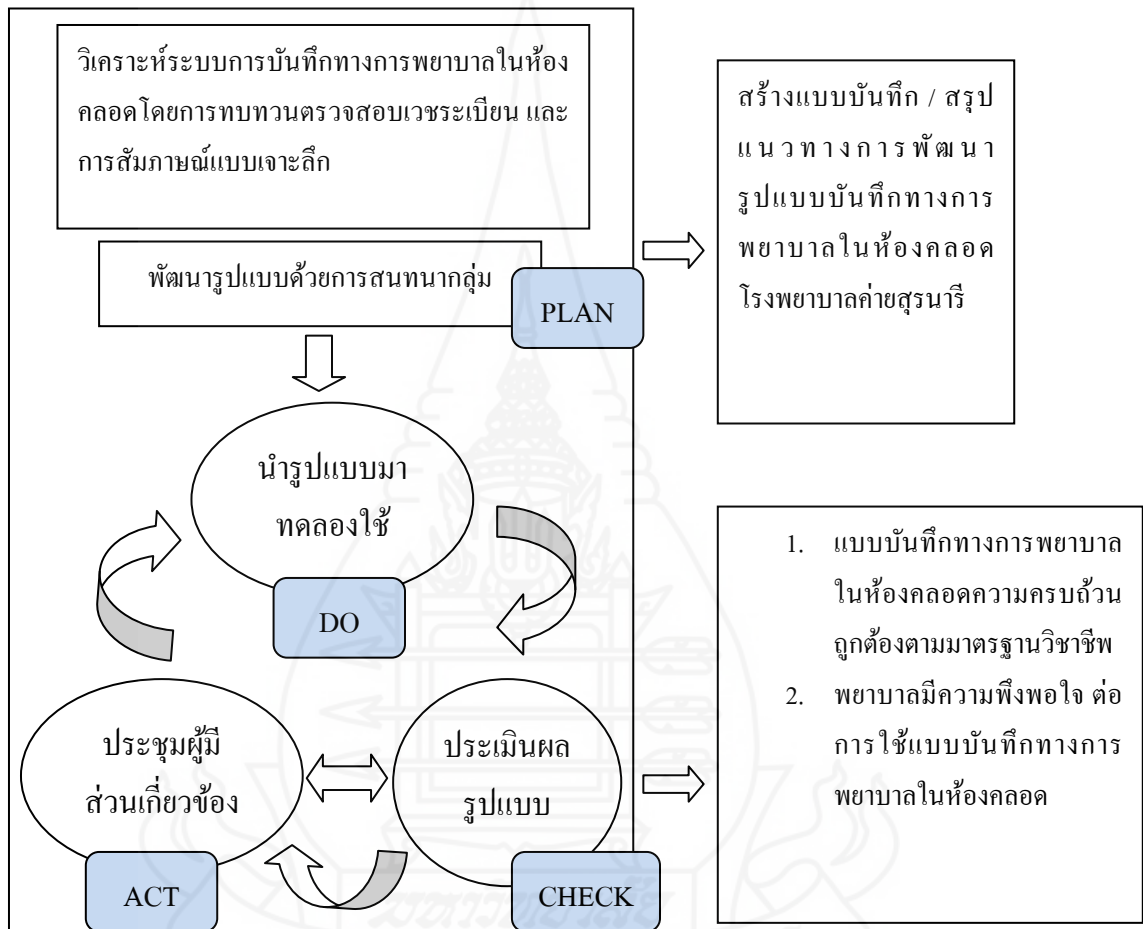 วิเคราะห์ระบบการบันทึกทางการพยาบาลในห้อง
คลอดโดยการทบทวนตรวจสอบเวชระเบียน และ
การสัมภาษณ์แบบเจาะลึก
พัฒนารูปแบบด้วยการสนทนากลุ่ม
PLAN
สร้างแบบบันทึก / สรุป
แนวทางการพัฒนา
รูปแบบบันทึกทางการ
พยาบาลในห้องคลอด
โรงพยาบาลค่ายสุรนารี
นำรูปแบบมา
ทดลองใช้
DO
ประชุมผู้มี
ส่วนเกี่ยวข้อง
ACT
ประเมินผล
รูปแบบ
CHECK
1. แบบบันทึกทางการพยาบาล
ในห้องคลอดความครบถ้วน
ถูกต้องตามมาตรฐานวิชาชีพ
2. พยาบาลมีความพึงพอใจ ต่อ
การใช้แบบบันทึกทางการ
พยาบาลในห้องคลอด